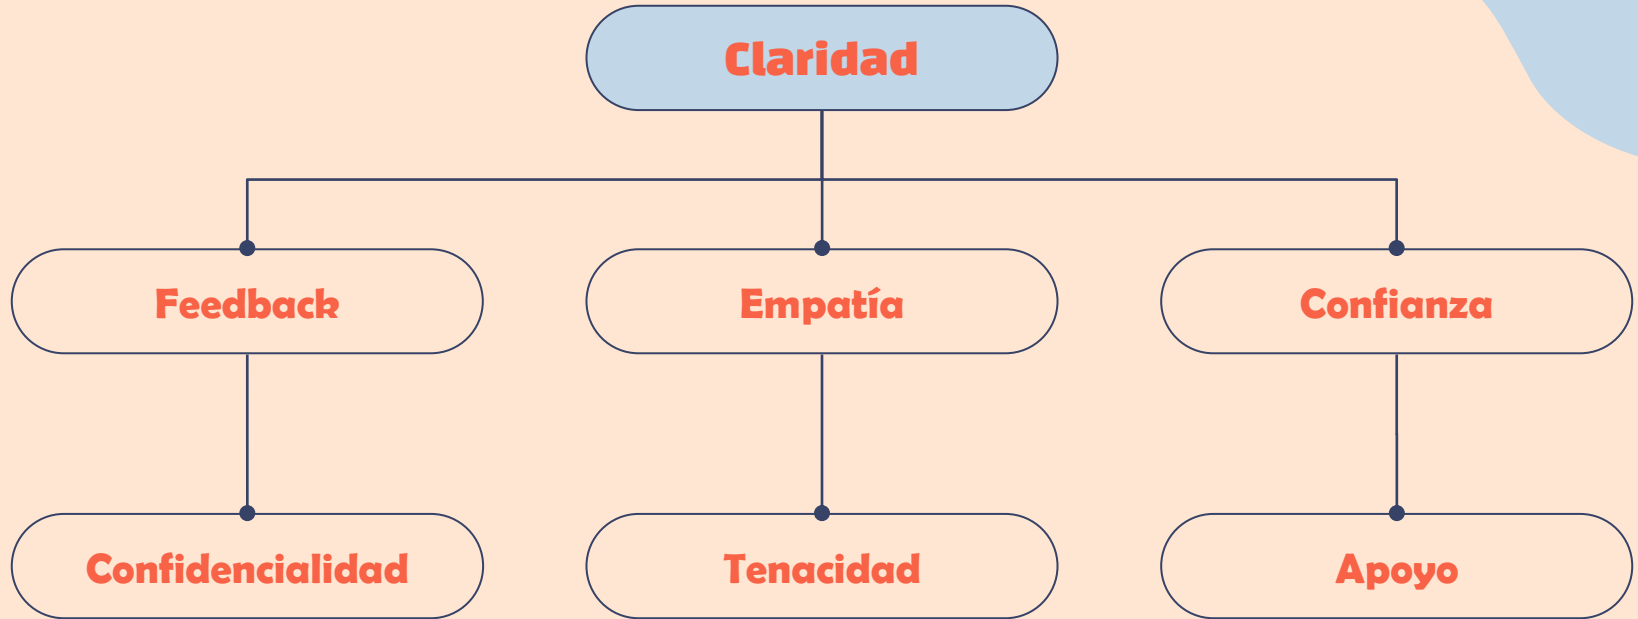 Claridad
Feedback
Empatía
Confianza
Confidencialidad
Tenacidad
Apoyo